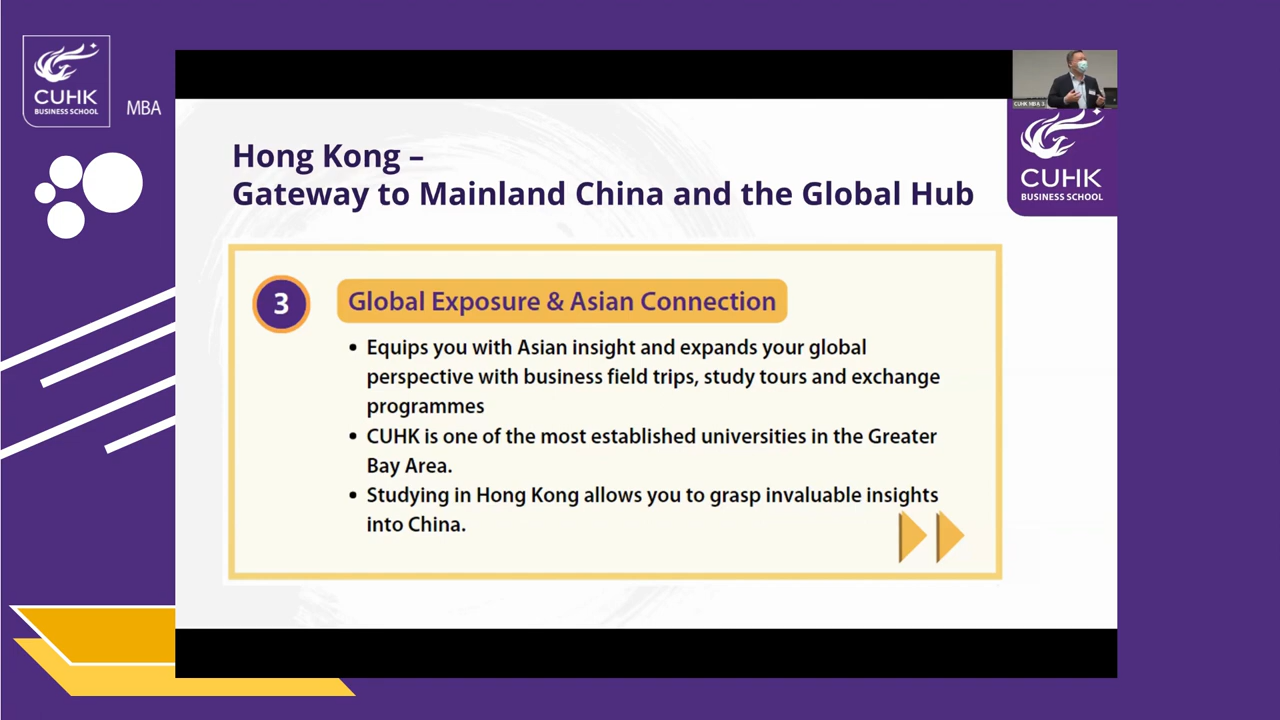 CUHK
BUSINESS SCHOOL
MBA
CUHK MBA 3
CUHK
BUSINESS SCHOOL
Hong Kong –
Gateway to Mainland China and the Global Hub
3
Global Exposure & Asian Connection
• Equips you with Asian insight and expands your global
perspective with business field trips, study tours and exchange
programmes
• CUHK is one of the most established universities in the Greater
Bay Area.
• Studying in Hong Kong allows you to grasp invaluable insights
into China.